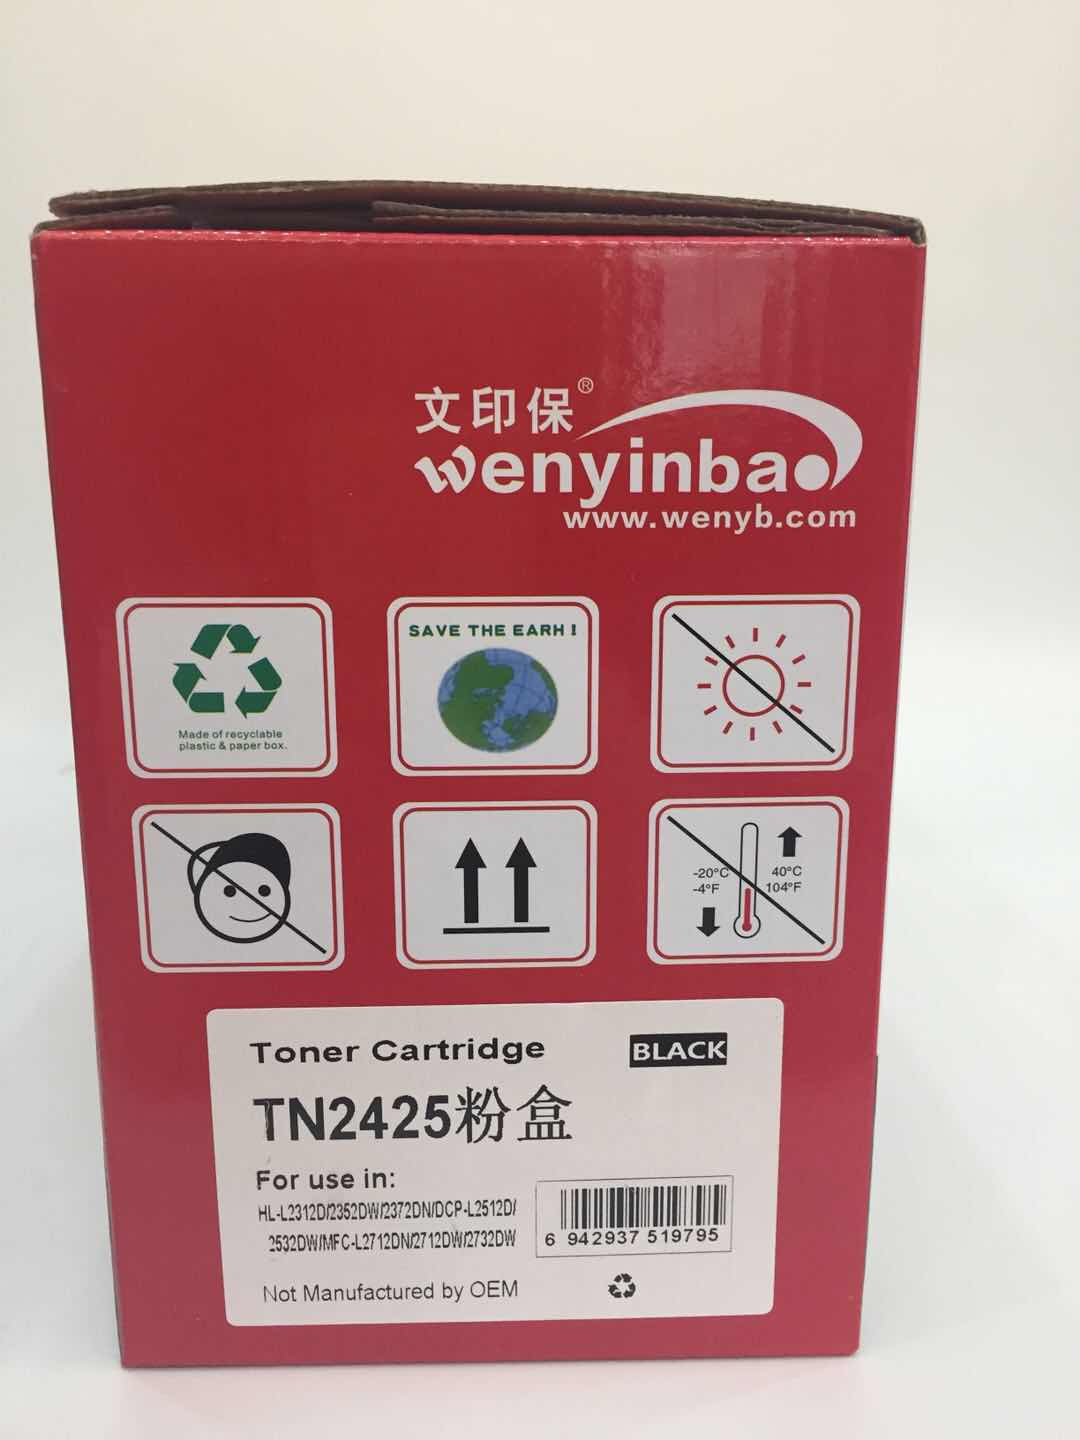 文印保®
wenyinbao
www.wenyb.com
Made of recyclable
plastic & paper box.
SAVE THE EARH !
-20°C
-4°F
40°C
104°F
Toner Cartridge
BLACK
TN2425粉盒
For use in:
HL-L2312D/2352DW/2372DN/DCP-L2512D/
2532DW/MFC-L2712DN/2712DW/2732DW
6 942937 519795
Not Manufactured by OEM